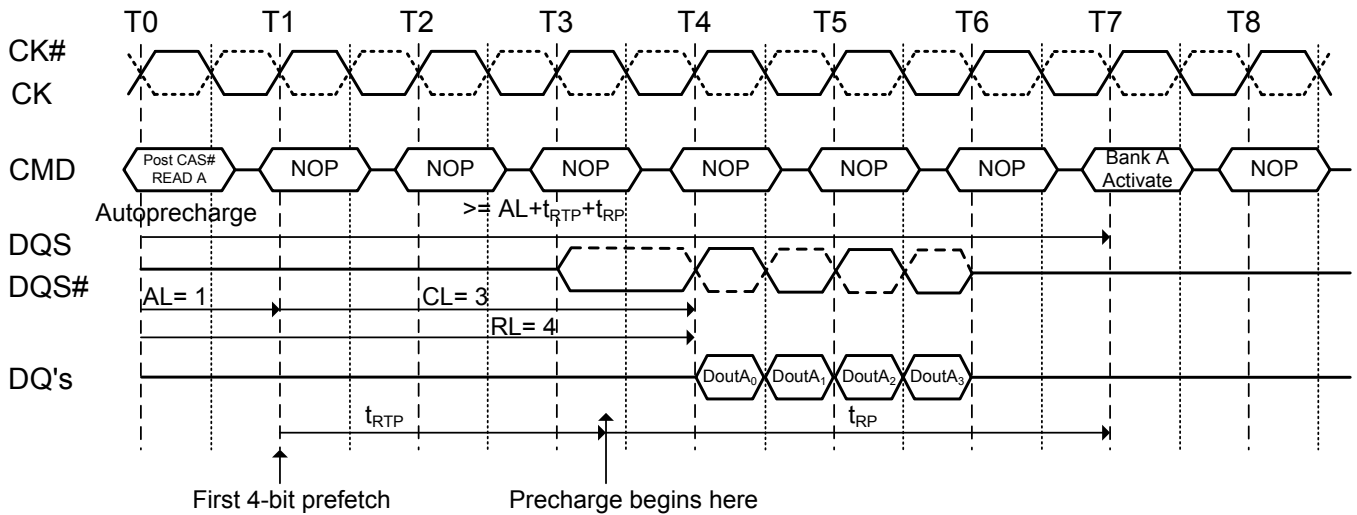 T0 T1 T2 T3 T4 T5 T6 T7 T8
CK#
CK
CMD
Post CAS#
READ A
NOP NOP NOP NOP NOP NOP
Bank A
Activate
NOP
Autoprecharge
>= AL+tRTP+tRP
DQS
DQS#
AL= 1
CL= 3
RL= 4
DQ's
DoutA0 DoutA1 DoutA2 DoutA3
tRTP
tRP
First 4-bit prefetch
Precharge begins here